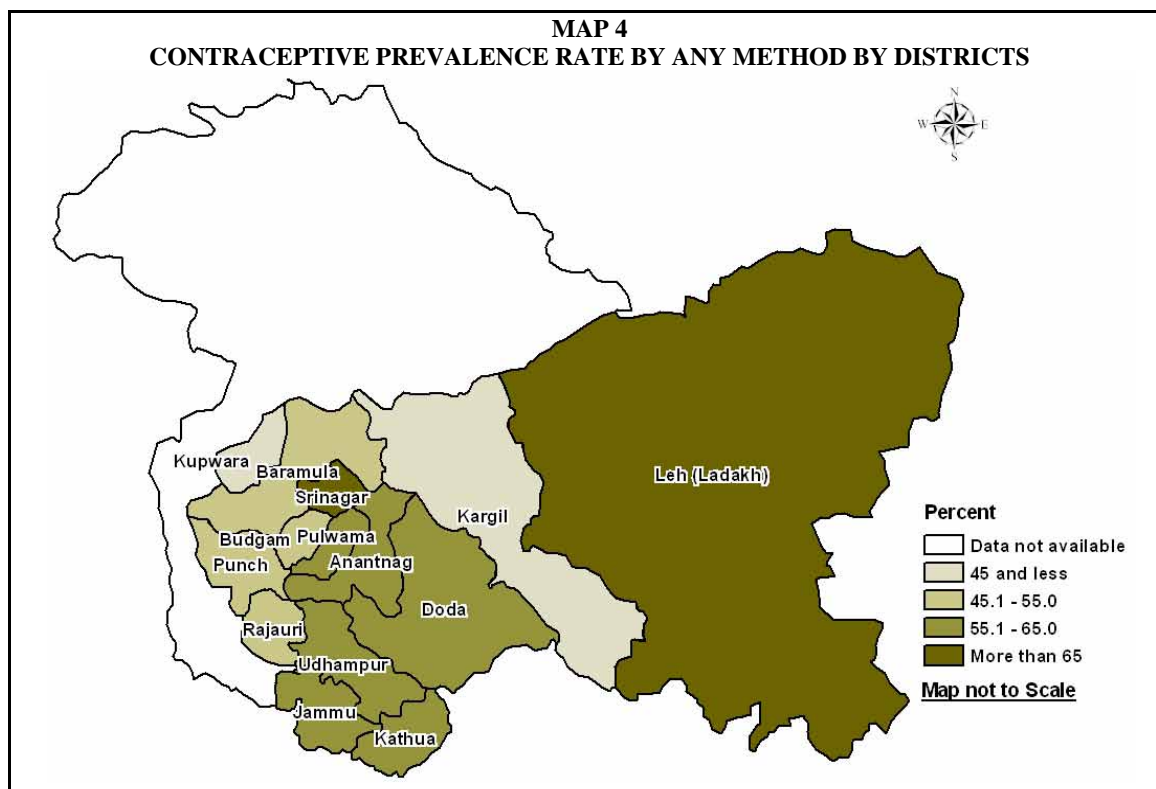 MAP 4
CONTRACEPTIVE PREVALENCE RATE BY ANY METHOD BY DISTRICTS
N
W E
S
Kupwara
Baramula
Srinagar
Leh (Ladakh)
Kargil
Budgam
Pulwama
Punch
Anantnag
Doda
Rajauri
Udhampur
Jammu
Kathua
Percent
Data not available
45 and less
45.1 - 55.0
55.1 - 65.0
More than 65
Map not to Scale